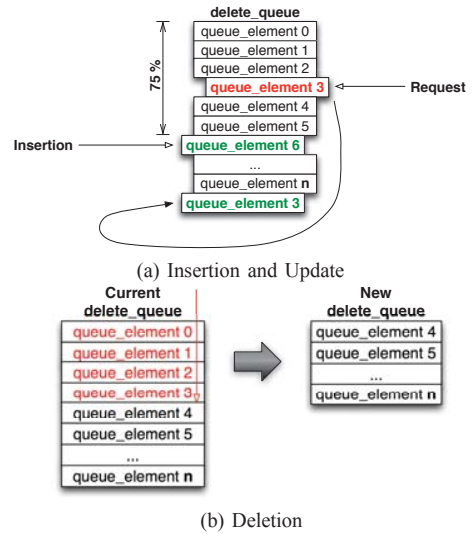 delete_queue
queue_element 0
queue_element 1
queue_element 2
queue_element 3
Request
queue_element 4
queue_element 5
75 %
Insertion
queue_element 6
...
queue_element n
queue_element 3
(a) Insertion and Update
Current
delete_queue
queue_element 0
queue_element 1
queue_element 2
queue_element 3
queue_element 4
queue_element 5
...
queue_element n
New
delete_queue
queue_element 4
queue_element 5
...
queue_element n
(b) Deletion